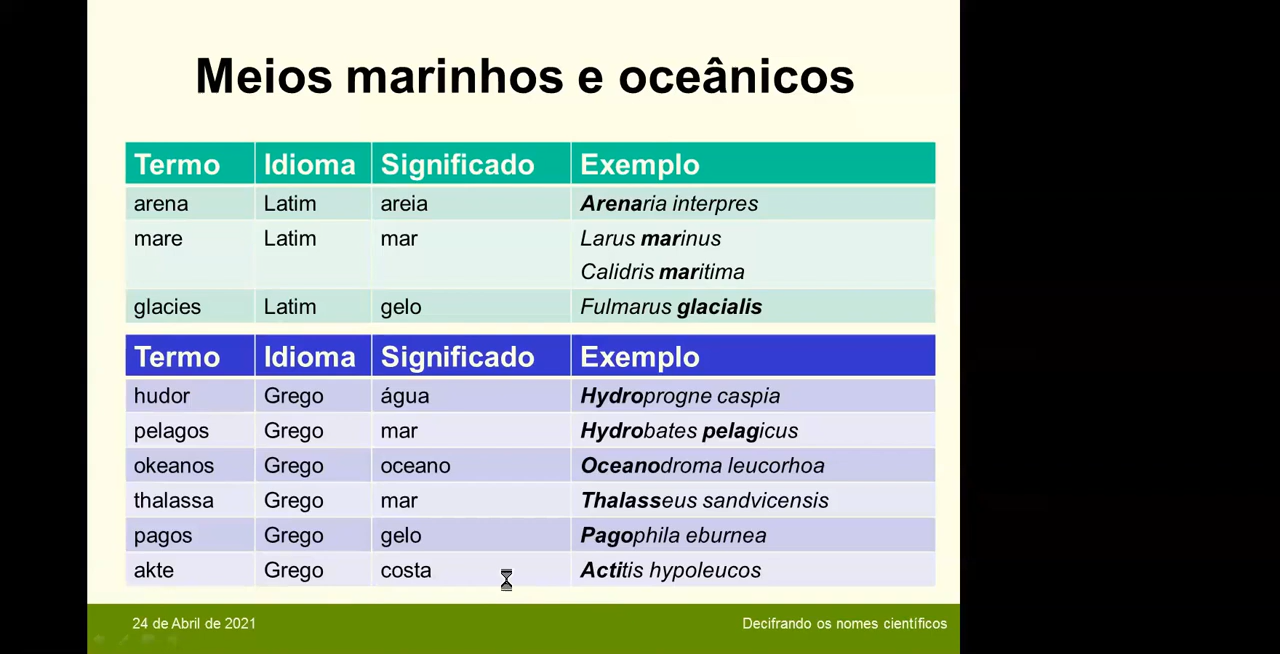 Meios marinhos e oceânicos
Termo Idioma Significado Exemplo
arena Latim areia Arenaria interpres
mare Latim mar Larus marinus
Calidris maritima
glacies Latim gelo Fulmarus glacialis
Termo Idioma Significado Exemplo
hudor Grego água Hydroprogne caspia
pelagos Grego mar Hydrobates pelagicus
okeanos Grego oceano Oceanodroma leucorhoa
thalassa Grego mar Thalasseus sandvicensis
pagos Grego gelo Pagophila eburnea
akte Grego costa Actitis hypoleucos
24 de Abril de 2021 Decifrando os nomes científicos